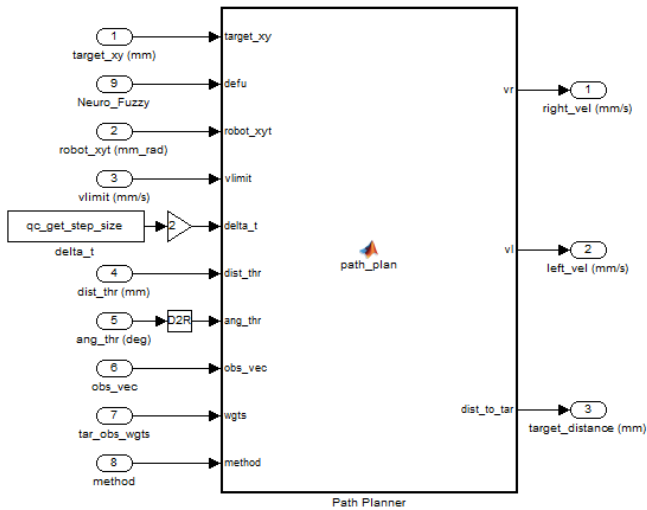 1
target_xy
target_xy (mm)
9
defu
Neuro_Fuzzy
vr
1
right_vel (mm/s)
2
robot_xyt
robot_xyt (mm_rad)
3
vlimit
vlimit (mm/s)
qc_get_step_size
2
delta_t
delta_t
path_plan
vl
2
left_vel (mm/s)
4
dist_thr
dist_thr (mm)
5
D2R
ang_thr
ang_thr (deg)
6
obs_vec
obs_vec
7
wgts
tar_obs_wgts
dist_to_tar
3
target_distance (mm)
8
method
method
Path Planner